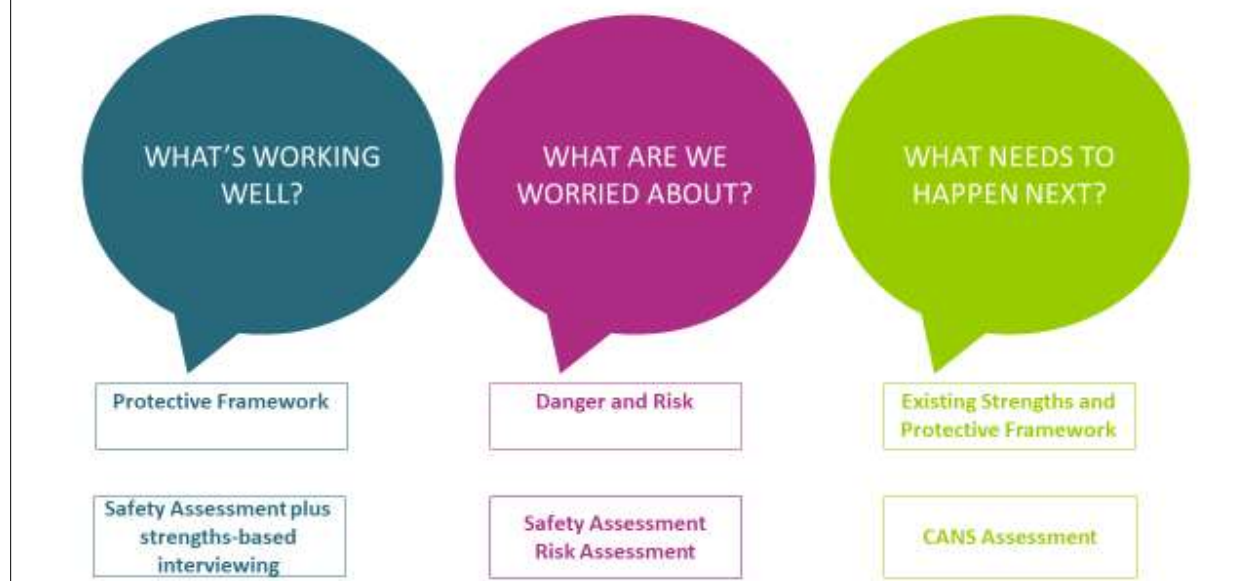 WHAT'S WORKING
WELL?
WHAT ARE WE
WORRIED ABOUT?
WHAT NEEDS TO
HAPPEN NEXT?
Protective Framework
Danger and Risk
Existing Strengths and
Protective Framework
Safety Assessment plus
strengths-based
interviewing
Safety Assessment
Risk Assessment
CANS Assessment